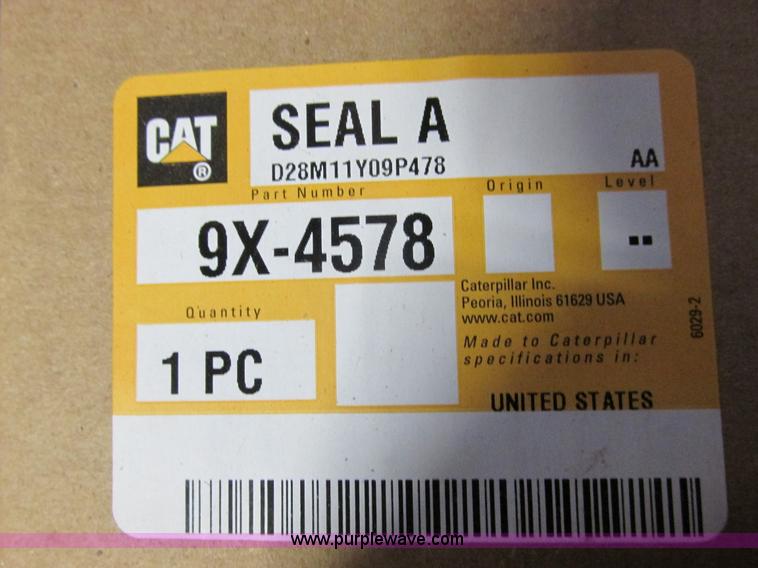 CAT
®
SEAL A
D28M11Y09P478
AA
Part Number
Origin
Level
9X-4578
--
Caterpillar Inc.
Peoria, Illinois 61629 USA
www.cat.com
Quantity
1 PC
Made to Caterpillar
specifications in:
UNITED STATES
6029-2
www.purplewave.com